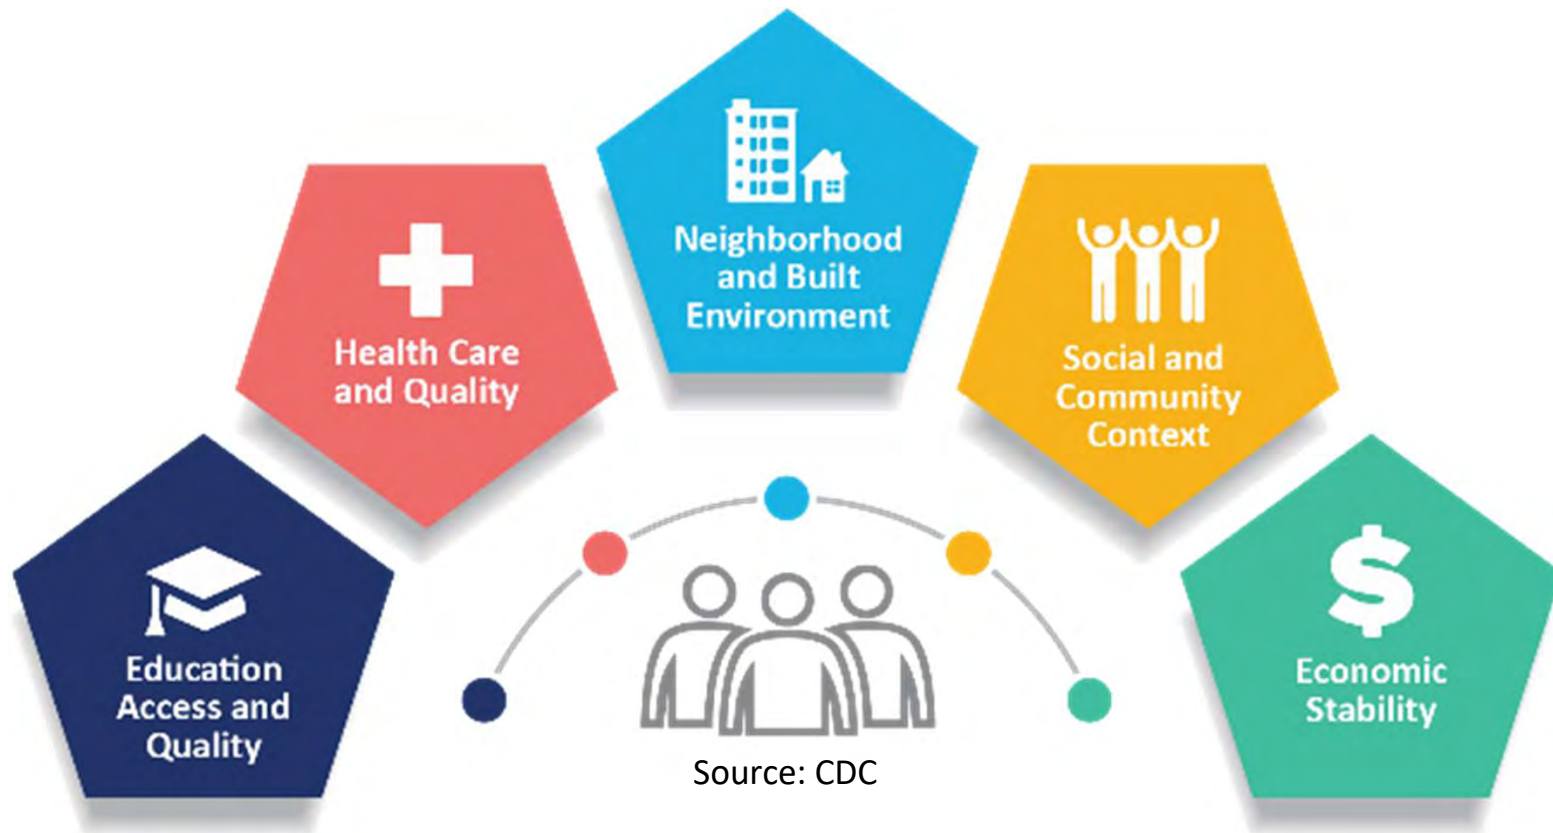 Neighborhood
and Built
Environment
Health Care
and Quality
Social and
Community
Context
Education
Access and
Quality
Economic
Stability
Source: CDC